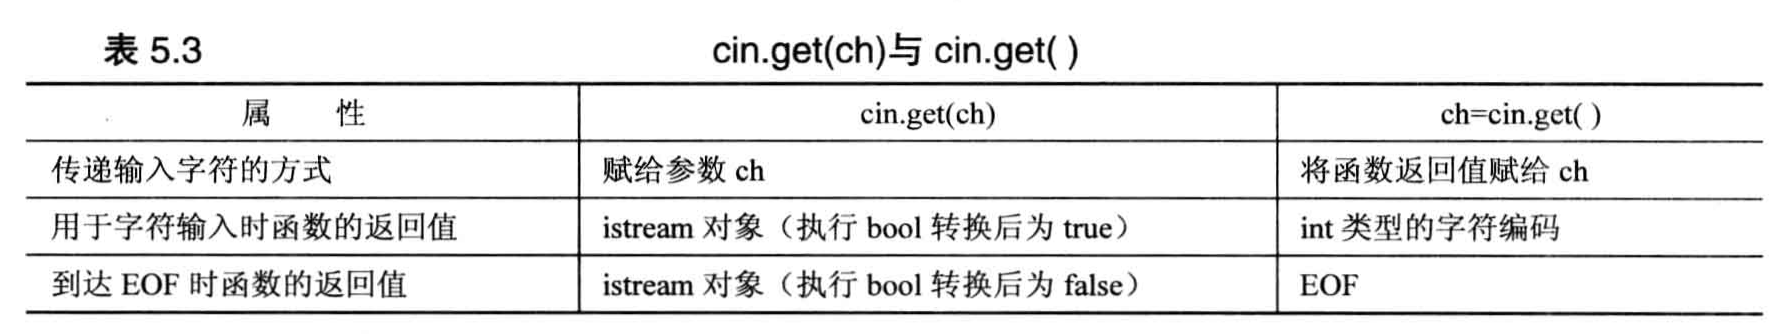 表 5.3 cin.get(ch)与 cin.get( )
属 性 cin.get(ch) ch=cin.get( )
传递输入字符的方式 赋给参数 ch 将函数返回值赋给 ch
用于字符输入时函数的返回值 istream 对象（执行 bool 转换后为 true） int 类型的字符编码
到达 EOF 时函数的返回值 istream 对象（执行 bool 转换后为 false） EOF